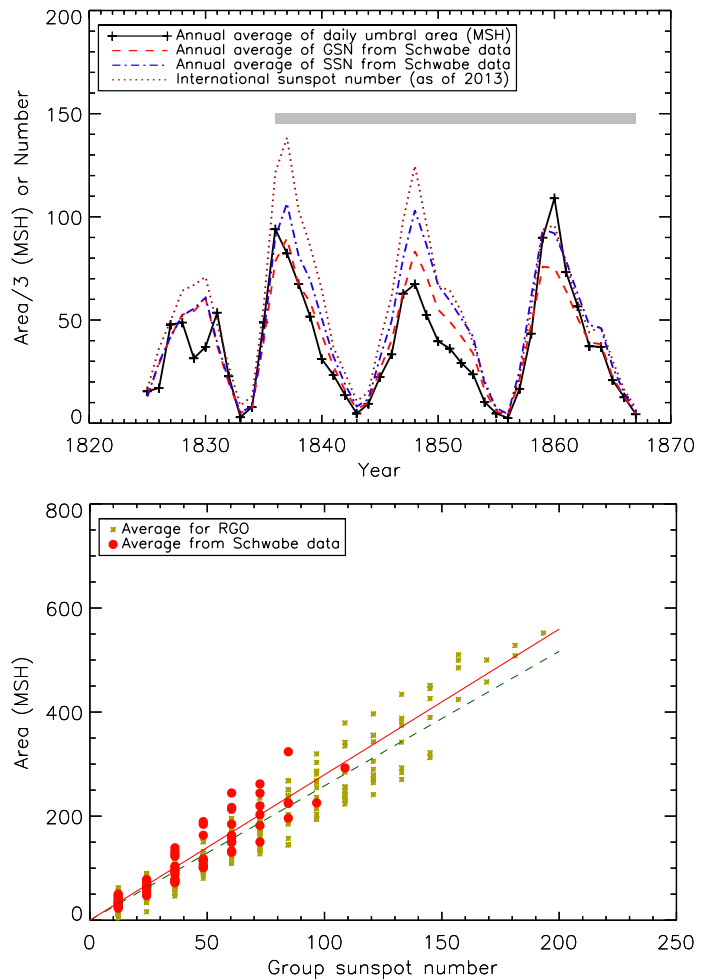 200
Annual average of daily umbral area (MSH)
Annual average of GSN from Schwabe data
Annual average of SSN from Schwabe data
International sunspot number (as of 2013)
150
100
50
0
Area/3 (MSH) or Number
1820 1830 1840 1850 1860 1870
Year
800
Average for RGO
Average from Schwabe data
600
400
200
0
Area (MSH)
0 50 100 150 200 250
Group sunspot number